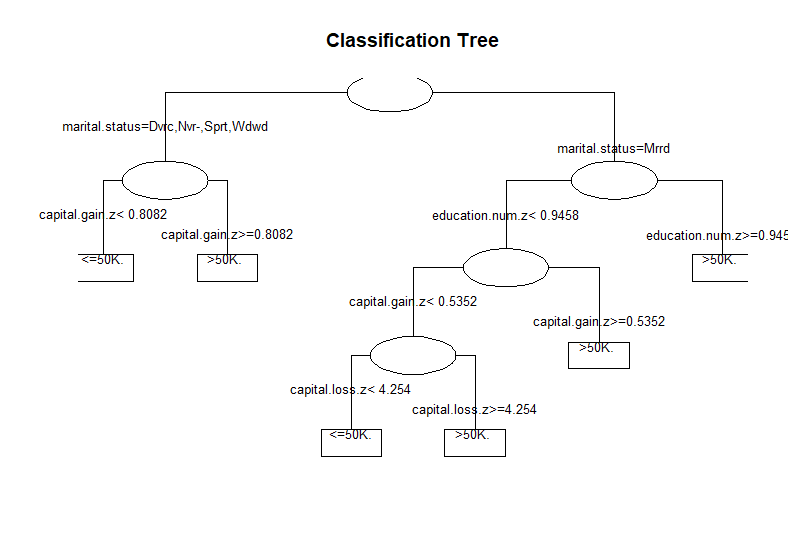 Classification Tree
marital.status=Dvrc,Nvr-,Sprt,Wdwd
marital.status=Mrrd
capital.gain.z< 0.8082
education.num.z< 0.9458
capital.gain.z>=0.8082
education.num.z>=0.945
<=50K.
>50K.
>50K.
capital.gain.z< 0.5352
capital.gain.z>=0.5352
>50K.
capital.loss.z< 4.254
capital.loss.z>=4.254
<=50K.
>50K.